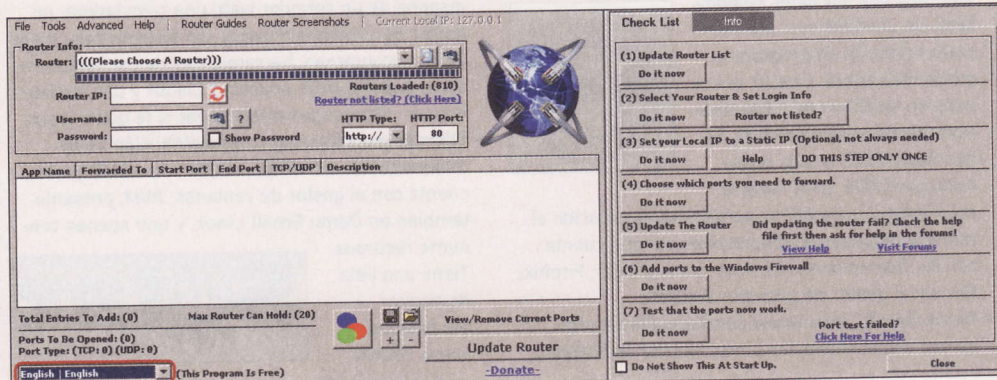 File Tools Advanced Help | Router Guides Router Screenshots | Current Local IP: 127.0.0.1
Router Info:
Router: (((Please Choose A Router)))
Routers Loaded: (810)
Router IP:
Router not listed? (Click Here)
Username: ?
HTTP Type: HTTP Port:
Password: Show Password http:// 80
App Name Forwarded To Start Port End Port TCP/UDP Description
Total Entries To Add: (0) Max Router Can Hold: (20)
Ports To Be Opened: (0)
Port Type: (TCP: 0) (UDP: 0)
+ -
View/Remove Current Ports
Update Router
English | English (This Program Is Free)
-Donate-
Check List Info
(1) Update Router List
Do it now
(2) Select Your Router & Set Login Info
Do it now Router not listed?
(3) Set your Local IP to a Static IP (Optional, not always needed)
Do it now Help DO THIS STEP ONLY ONCE
(4) Choose which ports you need to forward.
Do it now
(5) Update The Router Did updating the router fail? Check the help
file first then ask for help in the forums!
Do it now View Help Visit Forums
(6) Add ports to the Windows Firewall
Do it now
(7) Test that the ports now work.
Do it now Port test failed?
Click Here For Help
Do Not Show This At Start Up. Close